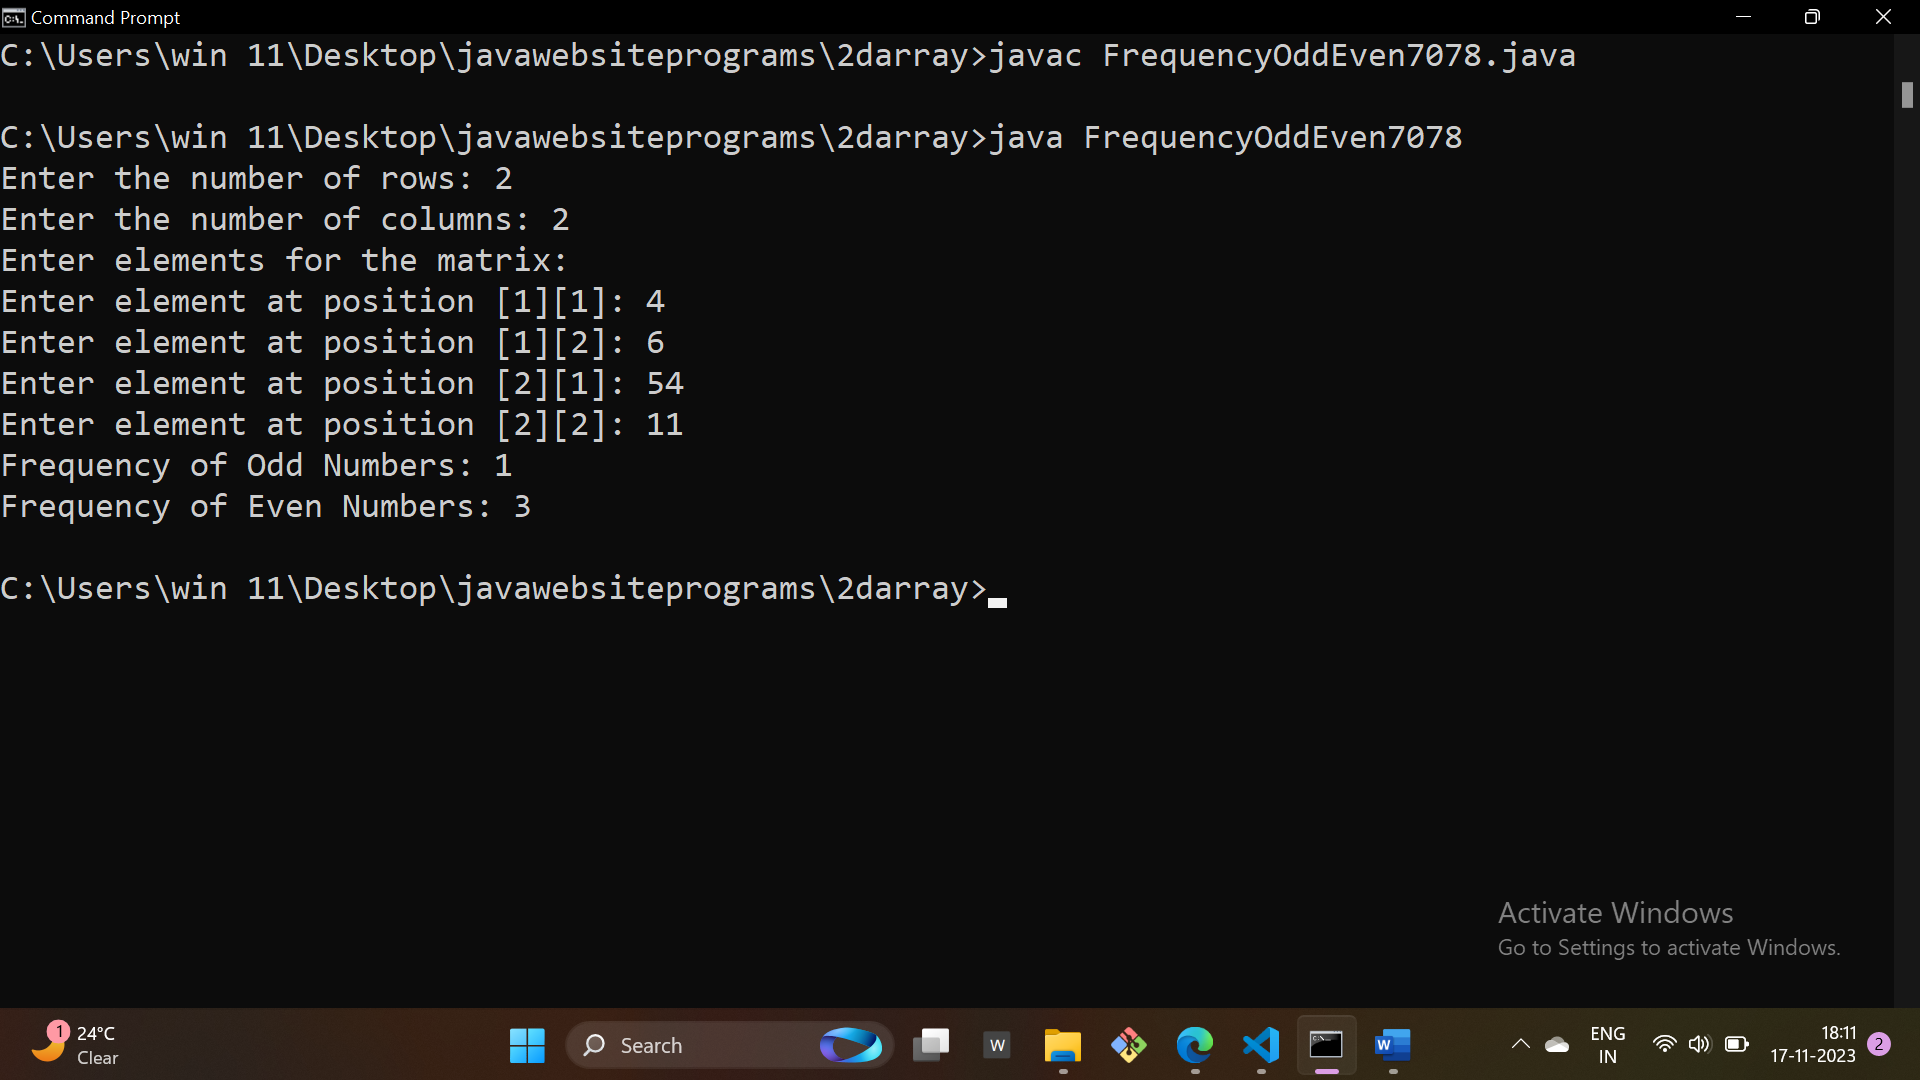 Command Prompt
C:\Users\win 11\Desktop\javawebsiteprograms\2darray>javac FrequencyOddEven7078.java
C:\Users\win 11\Desktop\javawebsiteprograms\2darray>java FrequencyOddEven7078
Enter the number of rows: 2
Enter the number of columns: 2
Enter elements for the matrix:
Enter element at position [1][1]: 4
Enter element at position [1][2]: 6
Enter element at position [2][1]: 54
Enter element at position [2][2]: 11
Frequency of Odd Numbers: 1
Frequency of Even Numbers: 3
C:\Users\win 11\Desktop\javawebsiteprograms\2darray>
Activate Windows
Go to Settings to activate Windows.
1
24°C
Clear
Search
W
W
ENG
IN
18:11
17-11-2023
2